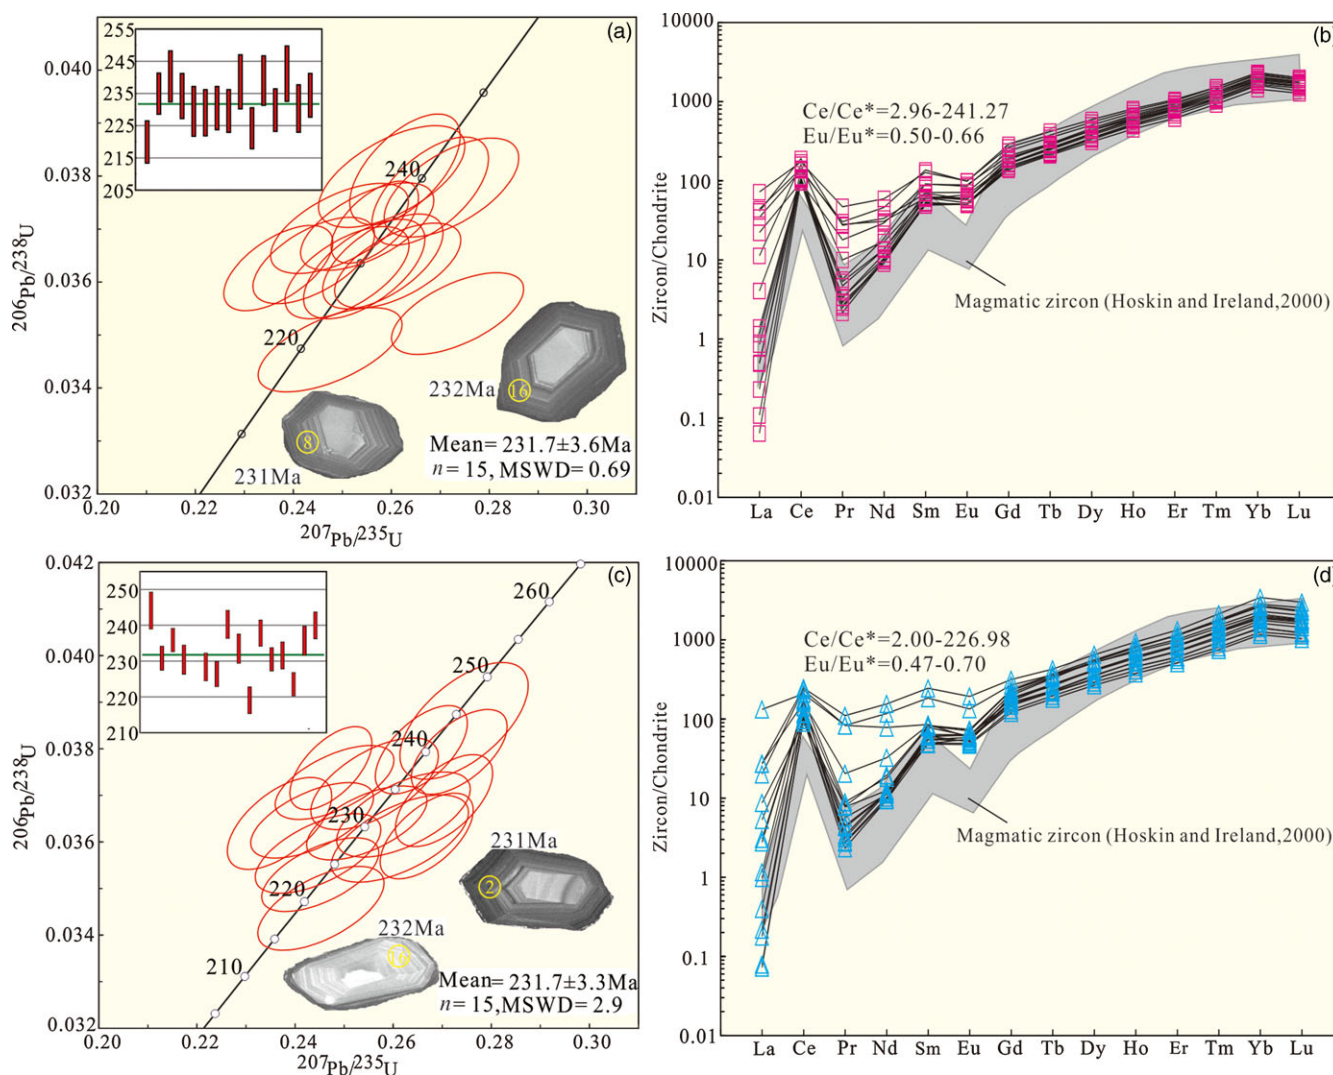 (a)
255
245
235
225
215
205
0.040
0.038
0.036
0.034
0.032
206Pb/238U
240
220
232Ma
16
8
231Ma
Mean= 231.7±3.6Ma
n= 15, MSWD= 0.69
0.20 0.22 0.24 0.26 0.28 0.30
207Pb/235U
(b)
10000
1000
100
10
1
0.1
0.01
Zircon/Chondrite
Ce/Ce*=2.96-241.27
Eu/Eu*=0.50-0.66
Magmatic zircon (Hoskin and Ireland,2000)
La Ce Pr Nd Sm Eu Gd Tb Dy Ho Er Tm Yb Lu
(c)
250
240
230
220
210
0.042
0.040
0.038
0.036
0.034
0.032
206Pb/238U
260
250
240
230
220
210
231Ma
2
232Ma
16
Mean= 231.7±3.3Ma
n= 15,MSWD= 2.9
0.20 0.22 0.24 0.26 0.28 0.30
207Pb/235U
(d)
10000
1000
100
10
1
0.1
0.01
Zircon/Chondrite
Ce/Ce*=2.00-226.98
Eu/Eu*=0.47-0.70
Magmatic zircon (Hoskin and Ireland,2000)
La Ce Pr Nd Sm Eu Gd Tb Dy Ho Er Tm Yb Lu